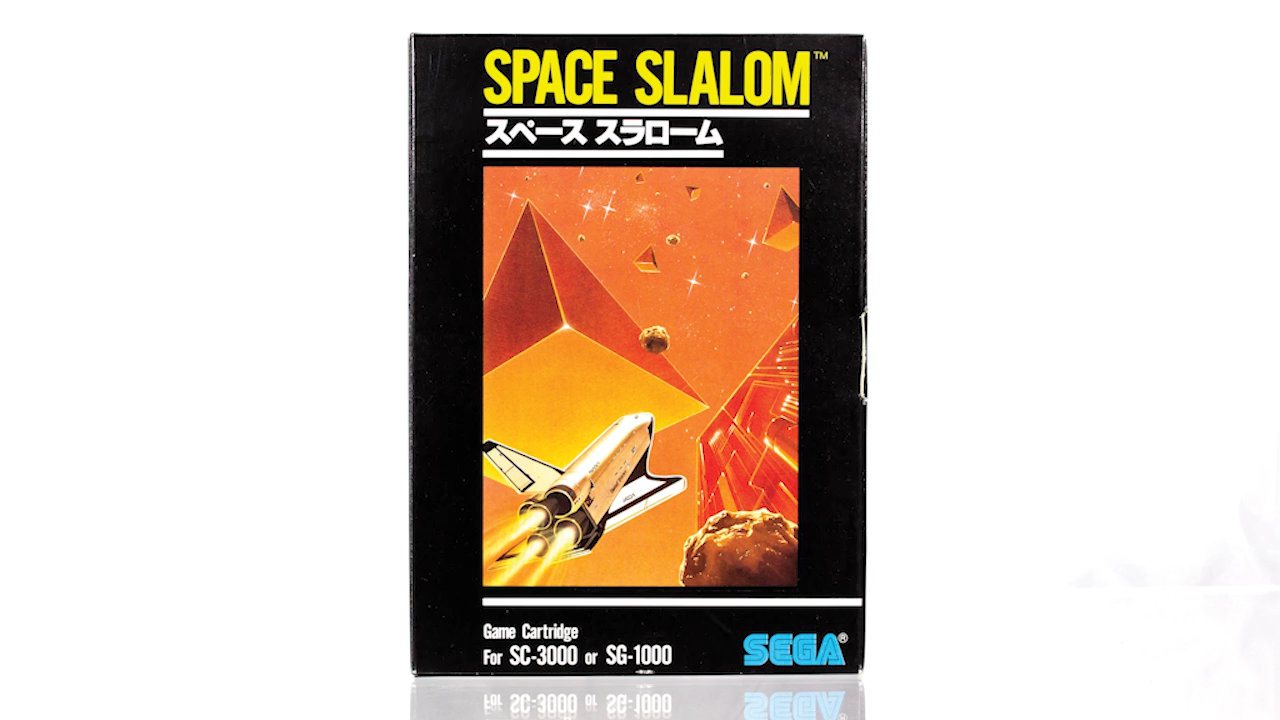 SPACE SLALOM™
スペース スラローム
Game Cartridge
For SC-3000 or SG-1000
SEGA®